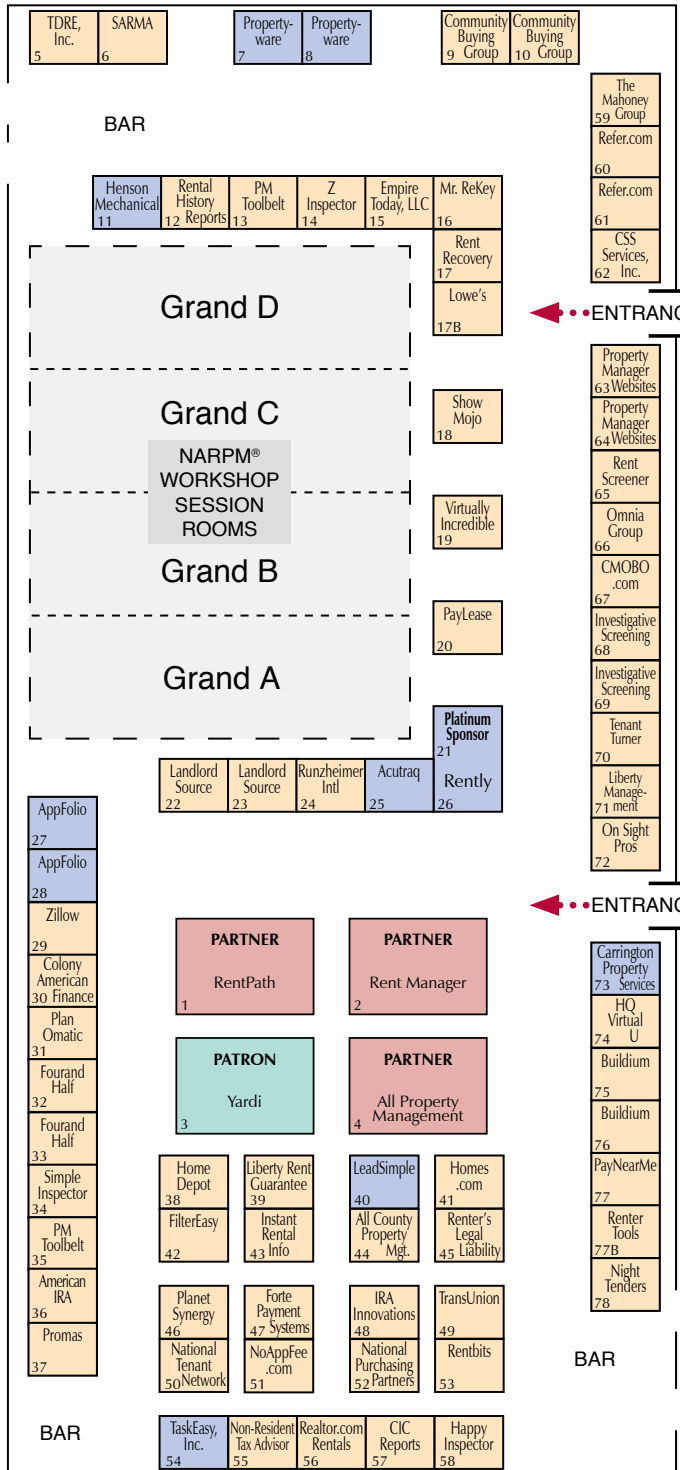 TDRE,
Inc.
5
SARMA
6
Property-
ware
7
Property-
ware
8
Community
Buying
9 Group
Community
Buying
10 Group
BAR
The
Mahoney
59 Group
Refer.com
60
Refer.com
61
CSS
Services,
62 Inc.
Henson
Mechanical
11
Rental
History
12 Reports
PM
Toolbelt
13
Z
Inspector
14
Empire
Today, LLC
15
Mr. ReKey
16
Rent
Recovery
17
Lowe's
17B
Grand D
ENTRANC
Grand C
NARPM®
WORKSHOP
SESSION
ROOMS
Grand B
Grand A
Show
Mojo
18
Virtually
Incredible
19
PayLease
20
Platinum
Sponsor
21
Rently
26
Property
Manager
63 Websites
Property
Manager
64 Websites
Rent
Screener
65
Omnia
Group
66
CMOBO
.com
67
Investigative
Screening
68
Investigative
Screening
69
Tenant
Turner
70
Liberty
Manage-
71 ment
On Sight
Pros
72
Landlord
Source
22
Landlord
Source
23
Runzheimer
Intl
24
Acutraq
25
AppFolio
27
AppFolio
28
Zillow
29
Colony
American
30 Finance
Plan
Omatic
31
Fourand
Half
32
Fourand
Half
33
Simple
Inspector
34
PM
Toolbelt
35
American
IRA
36
Promas
37
ENTRANC
PARTNER
RentPath
1
PARTNER
Rent Manager
2
PATRON
Yardi
3
PARTNER
All Property
Management
4
Carrington
Property
73 Services
HQ
Virtual
74 U
Buildium
75
Buildium
76
PayNearMe
77
Renter
Tools
77B
Night
Tenders
78
Home
Depot
38
Liberty Rent
Guarantee
39
LeadSimple
40
Homes
.com
41
FilterEasy
42
Instant
Rental
43 Info
All County
Property
44 Mgt.
Renter's
Legal
45 Liability
Planet
Synergy
46
Forte
Payment
47 Systems
IRA
Innovations
48
TransUnion
49
National
Tenant
50 Network
NoAppFee
.com
51
National
Purchasing
52 Partners
Rentbits
53
BAR
BAR
TaskEasy,
Inc.
54
Non-Resident
Tax Advisor
55
Realtor.com
Rentals
56
CIC
Reports
57
Happy
Inspector
58